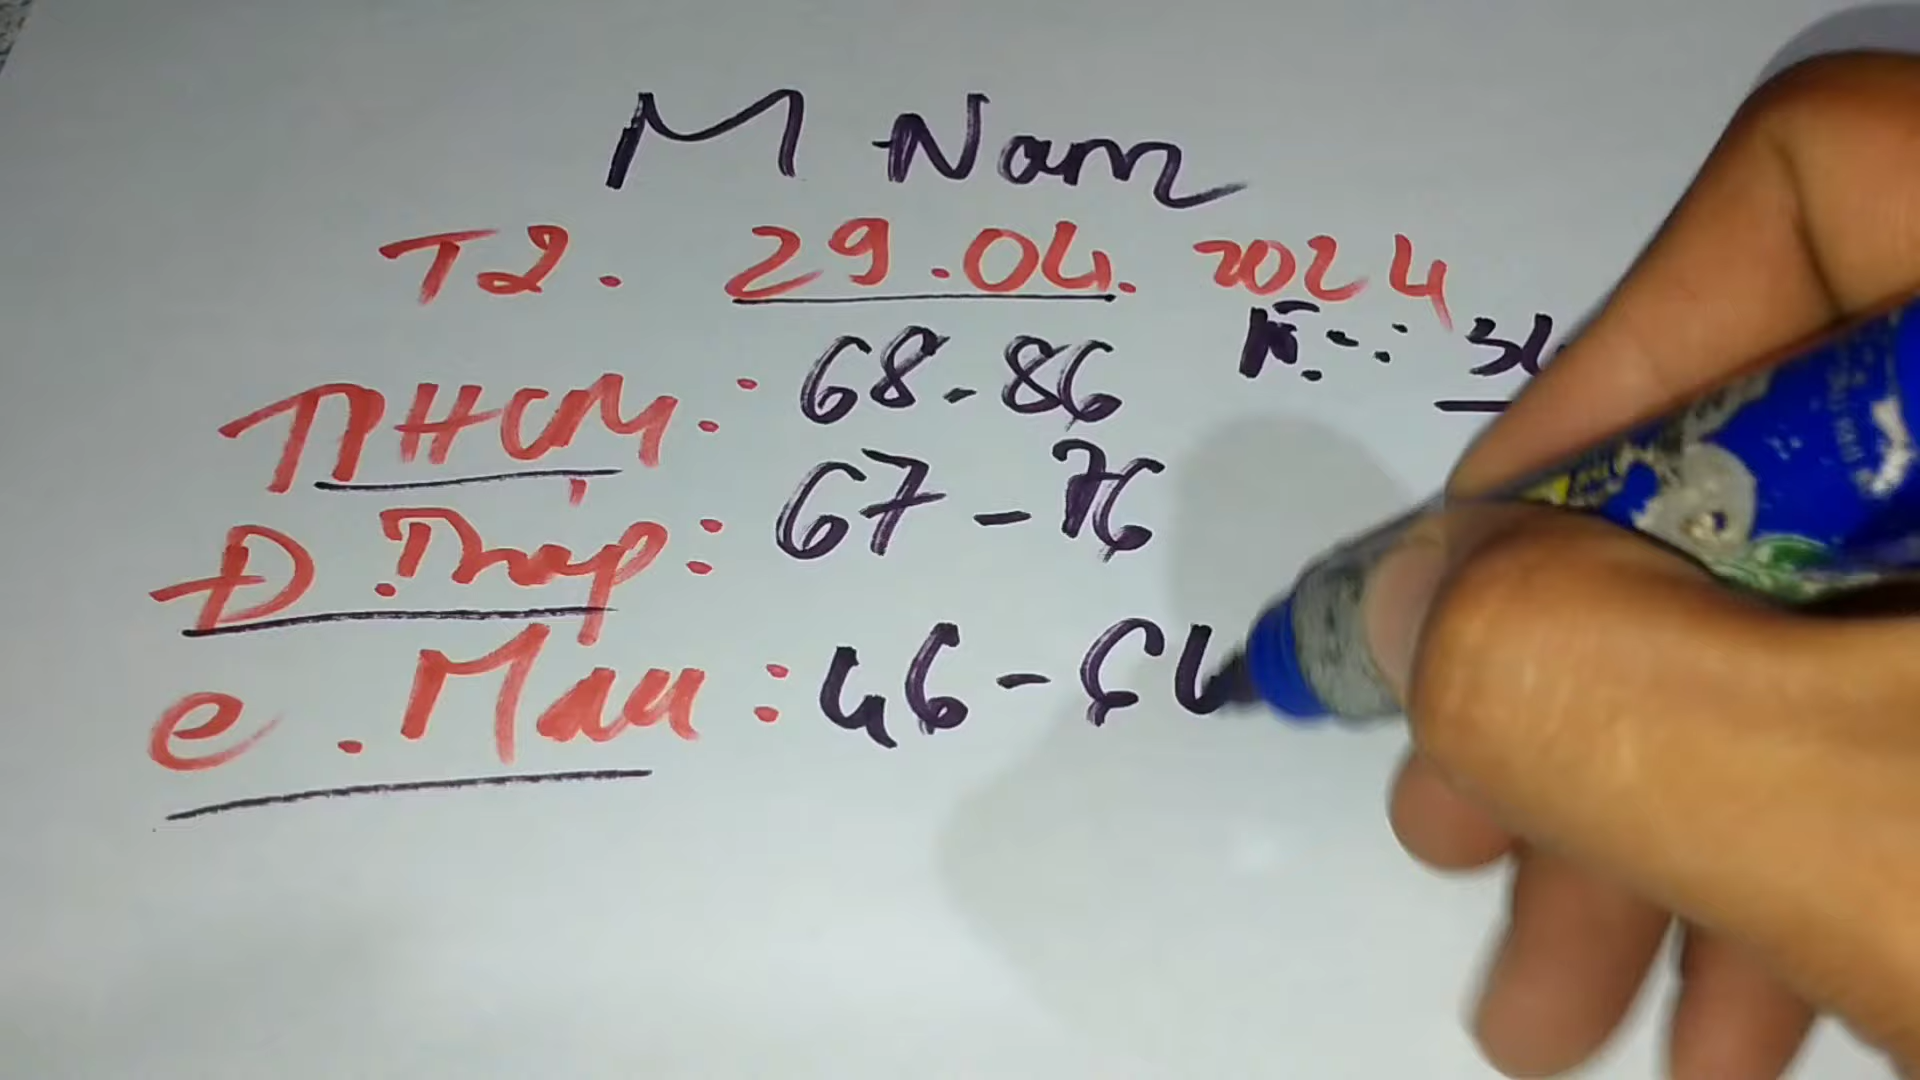 M Nam
T2. 29.04. 2024
TPHCM: 68-86
Đ.Tháp: 67-76
C.Mau: 46-64